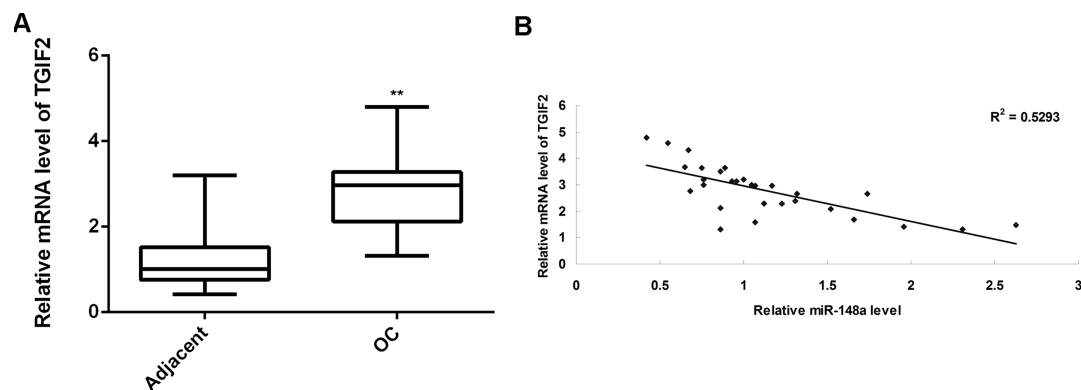 A
Relative mRNA level of TGIF2
6
4
2
0
**
Adjacent
OC
B
Relative mRNA level of TGIF2
6
5
4
3
2
1
0
R² = 0.5293
0 0.5 1 1.5 2 2.5 3
Relative miR-148a level